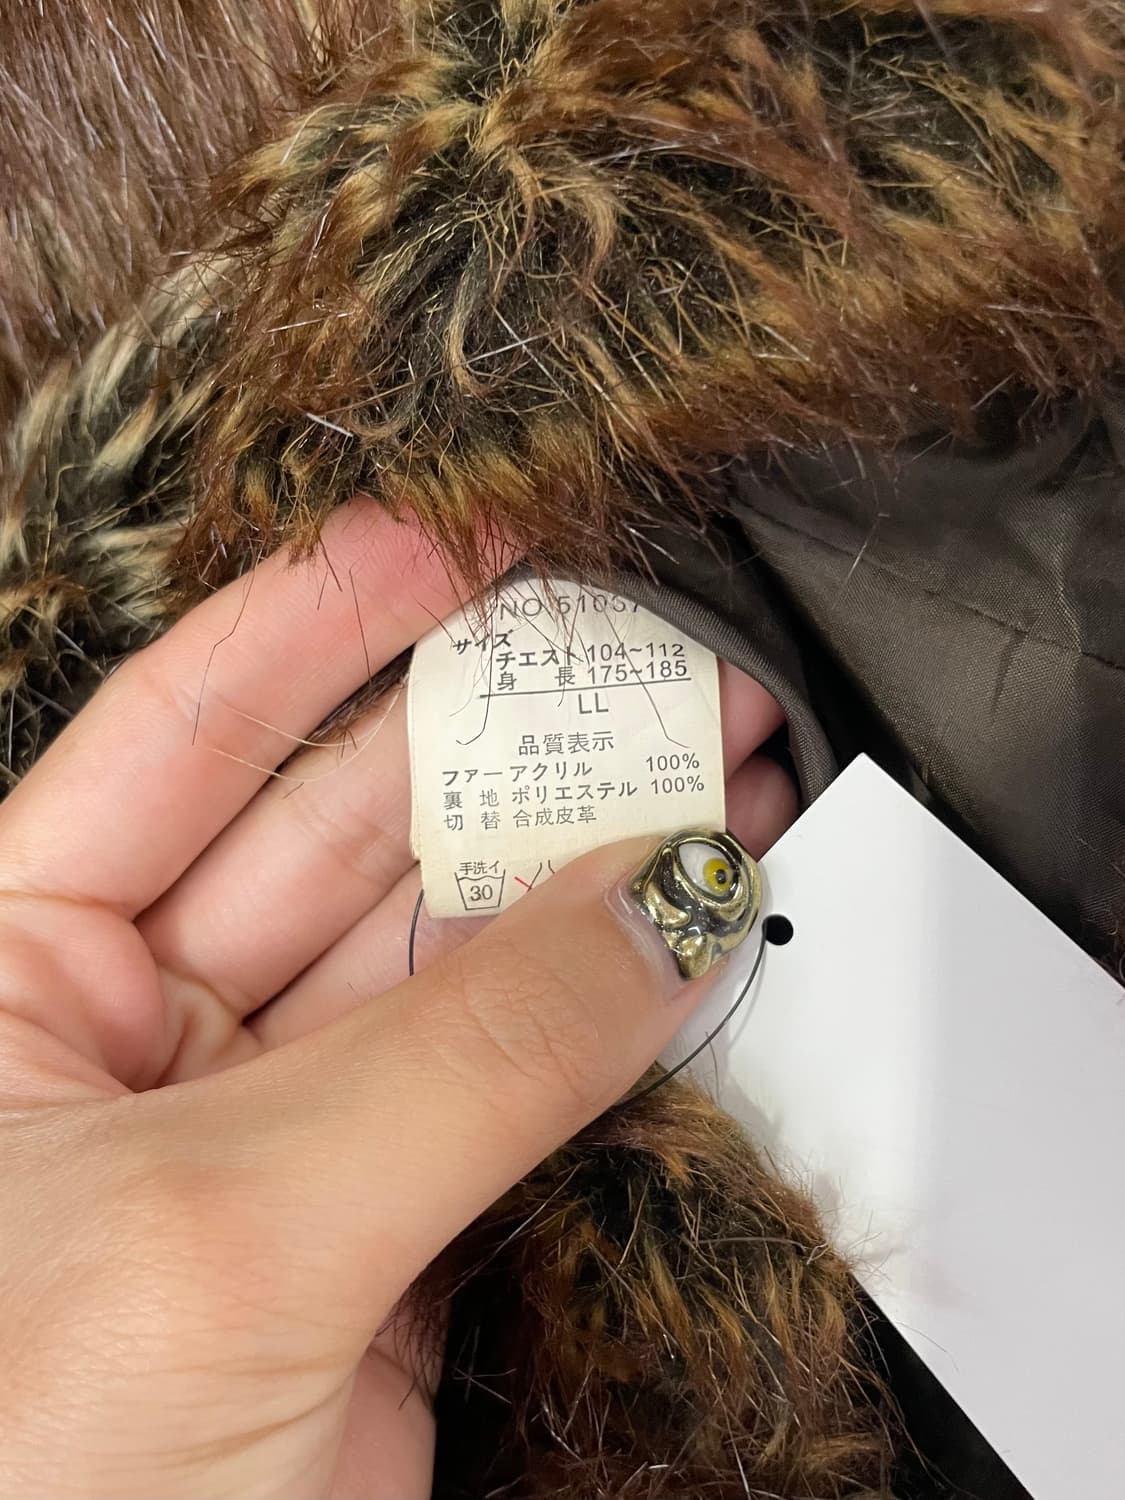 NO.51037
サイズ
チエスト 104~112
身 長 175~185
LL
品質表示
ファー アクリル 100%
裏 地 ポリエステル 100%
切 替 合成皮革
手洗イ
30